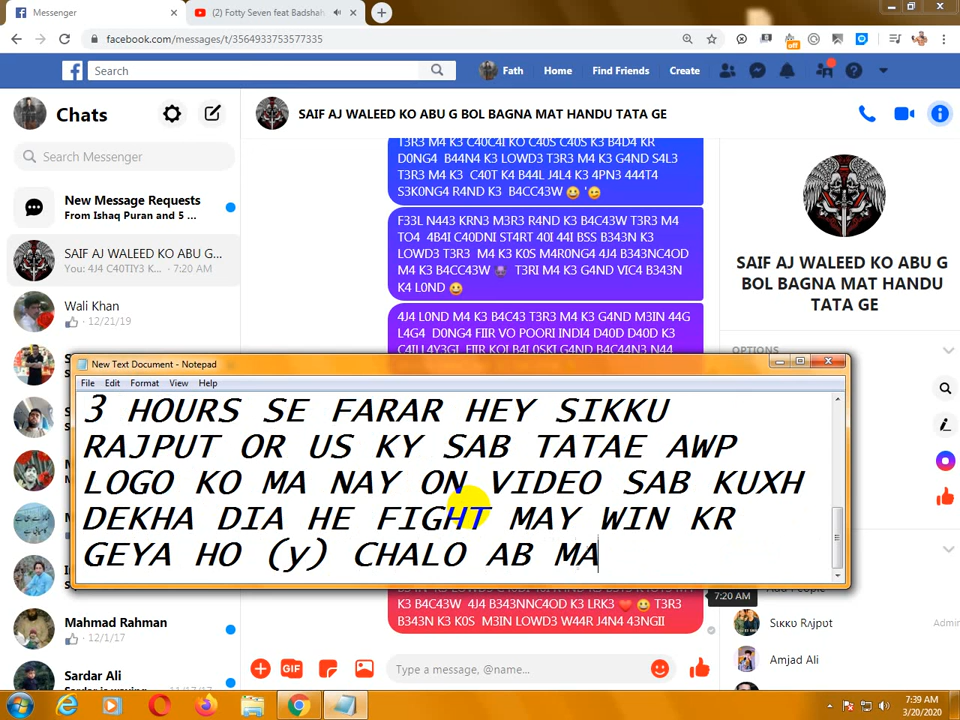 Messenger
(2) Fotty Seven feat Badshah
facebook.com/messages/t/3564933753577335
off
Search
Fath
Home
Find Friends
Create
Chats
SAIF AJ WALEED KO ABU G BOL BAGNA MAT HANDU TATA GE
Search Messenger
New Message Requests
From Ishaq Puran and 5 ...
SAIF AJ WALEED KO ABU G...
You: 4J4 C40TIY3 K... · 7:20 AM
Wali Khan
12/21/19
T3R3 M4 K3 C40C4I KO C40S C40S K3 B4D4 KR
D0NG4 B44N4 K3 LOWD3 T3R3 M4 K3 G4ND S4L3
T3R3 M4 K3 C40T K4 B44L J4L4 K3 4PN3 444T4
S3K0NG4 R4ND K3 B4CC43W
F33L N443 KRN3 M3R3 R4ND K3 B4C43W T3R3 M4
TO4 4B4I C40DNI ST4RT 40I 44I BSS B343N K3
LOWD3 T3R3 M4 K3 K0S M4R0NG4 4J4 B343NC4OD
M4 K3 B4CC43W T3RI M4 K3 G4ND VIC4 B343N
K4 L0ND
4J4 L0ND M4 K3 B4C43 T3R3 M4 K3 G4ND M3IN 44G
L4G4 D0NG4 FIIR VO POORI INDI4 D40D D40D K3
SAIF AJ WALEED KO ABU G
BOL BAGNA MAT HANDU
TATA GE
OPTIONS
New Text Document - Notepad
File Edit Format View Help
3 HOURS SE FARAR HEY SIKKU
RAJPUT OR US KY SAB TATAE AWP
LOGO KO MA NAY ON VIDEO SAB KUXH
DEKHA DIA HE FIGHT MAY WIN KR
GEYA HO (y) CHALO AB MA
K3 B4C43W 4J4 B343NNC4OD K3 LRK3 T3R3
B343N K3 K0S M3IN LOWD3 W44R J4N4 43NGII
7:20 AM
Sικκυ Rαjρυt
Admin
Amjad Ali
Mahmad Rahman
12/1/17
Sardar Ali
Type a message, @name...
GIF
7:39 AM
3/20/2020